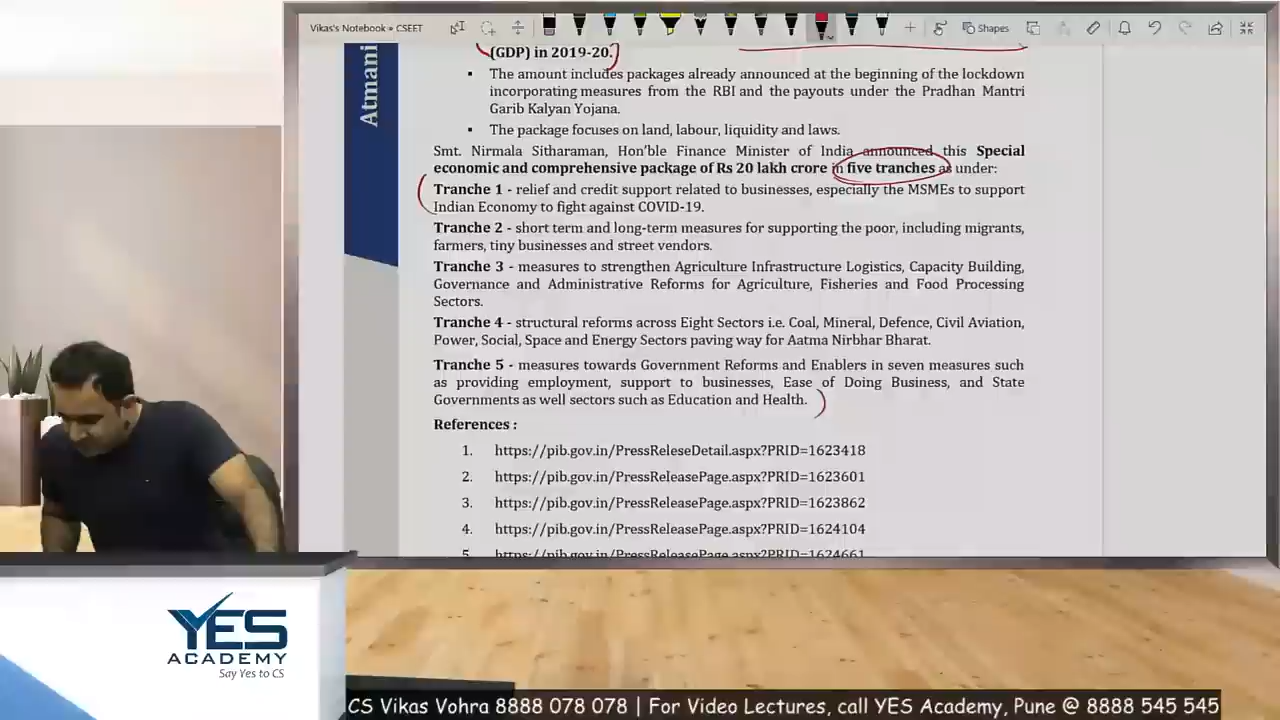 Vikas's Notebook » CSEET
Shapes
Atmani
(GDP) in 2019-20.
▪ The amount includes packages already announced at the beginning of the lockdown
incorporating measures from the RBI and the payouts under the Pradhan Mantri
Garib Kalyan Yojana.
▪ The package focuses on land, labour, liquidity and laws.
Smt. Nirmala Sitharaman, Hon'ble Finance Minister of India announced this Special
economic and comprehensive package of Rs 20 lakh crore in five tranches as under:
Tranche 1 - relief and credit support related to businesses, especially the MSMEs to support
Indian Economy to fight against COVID-19.
Tranche 2 - short term and long-term measures for supporting the poor, including migrants,
farmers, tiny businesses and street vendors.
Tranche 3 - measures to strengthen Agriculture Infrastructure Logistics, Capacity Building,
Governance and Administrative Reforms for Agriculture, Fisheries and Food Processing
Sectors.
Tranche 4 - structural reforms across Eight Sectors i.e. Coal, Mineral, Defence, Civil Aviation,
Power, Social, Space and Energy Sectors paving way for Aatma Nirbhar Bharat.
Tranche 5 - measures towards Government Reforms and Enablers in seven measures such
as providing employment, support to businesses, Ease of Doing Business, and State
Governments as well sectors such as Education and Health.
References :
1. https://pib.gov.in/PressReleseDetail.aspx?PRID=1623418
2. https://pib.gov.in/PressReleasePage.aspx?PRID=1623601
3. https://pib.gov.in/PressReleasePage.aspx?PRID=1623862
4. https://pib.gov.in/PressReleasePage.aspx?PRID=1624104
5. https://pib.gov.in/PressReleasePage.aspx?PRID=1624661
YES
ACADEMY
Say Yes to CS
CS Vikas Vohra 8888 078 078 | For Video Lectures, call YES Academy, Pune @ 8888 545 545